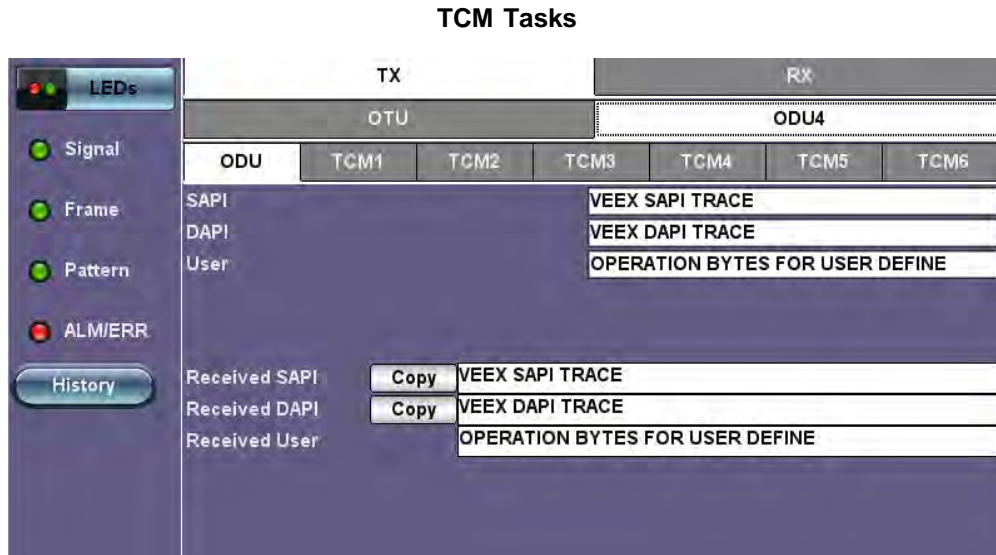 TCM Tasks
LEDs
TX
RX
OTU
ODU4
Signal
ODU
TCM1
TCM2
TCM3
TCM4
TCM5
TCM6
Frame
SAPI
VEEX SAPI TRACE
DAPI
VEEX DAPI TRACE
Pattern
User
OPERATION BYTES FOR USER DEFINE
ALM/ERR
History
Received SAPI
Copy
VEEX SAPI TRACE
Received DAPI
Copy
VEEX DAPI TRACE
Received User
OPERATION BYTES FOR USER DEFINE